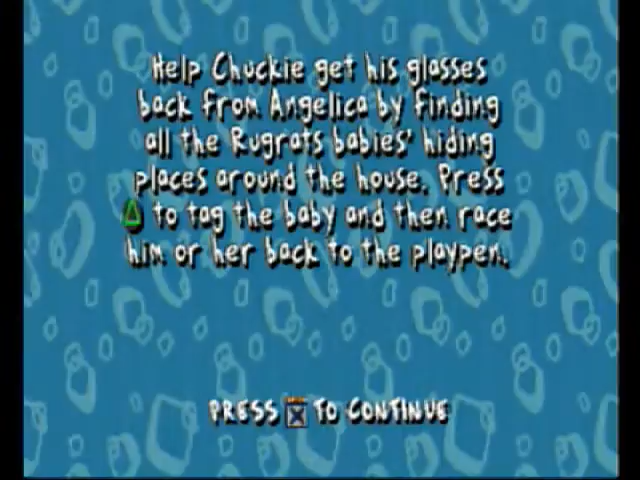 Help Chuckie get his glasses
back from Angelica by finding
all the Rugrats babies' hiding
places around the house. Press
△ to tag the baby and then race
him or her back to the playpen.
PRESS X TO CONTINUE